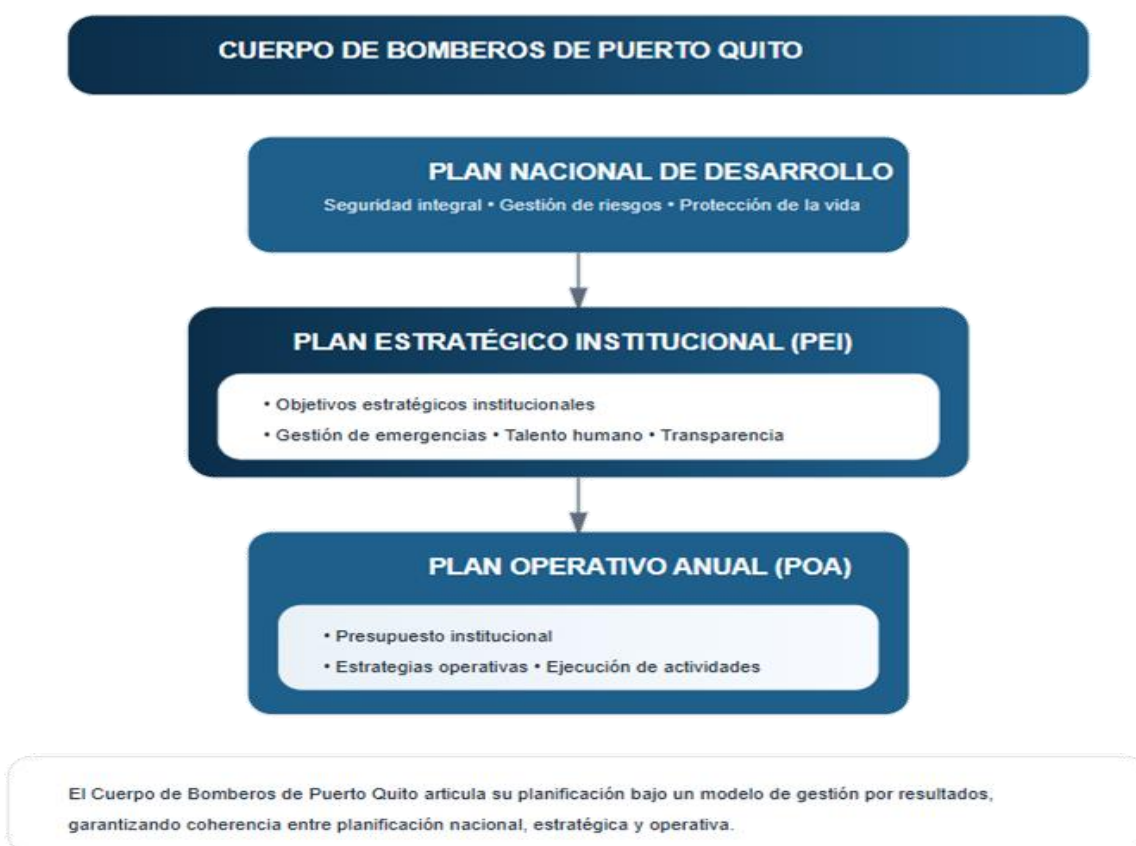 CUERPO DE BOMBEROS DE PUERTO QUITO
PLAN NACIONAL DE DESARROLLO
Seguridad integral • Gestión de riesgos • Protección de la vida
PLAN ESTRATÉGICO INSTITUCIONAL (PEI)
• Objetivos estratégicos institucionales
• Gestión de emergencias • Talento humano • Transparencia
PLAN OPERATIVO ANUAL (POA)
• Presupuesto institucional
• Estrategias operativas • Ejecución de actividades
El Cuerpo de Bomberos de Puerto Quito articula su planificación bajo un modelo de gestión por resultados,
garantizando coherencia entre planificación nacional, estratégica y operativa.